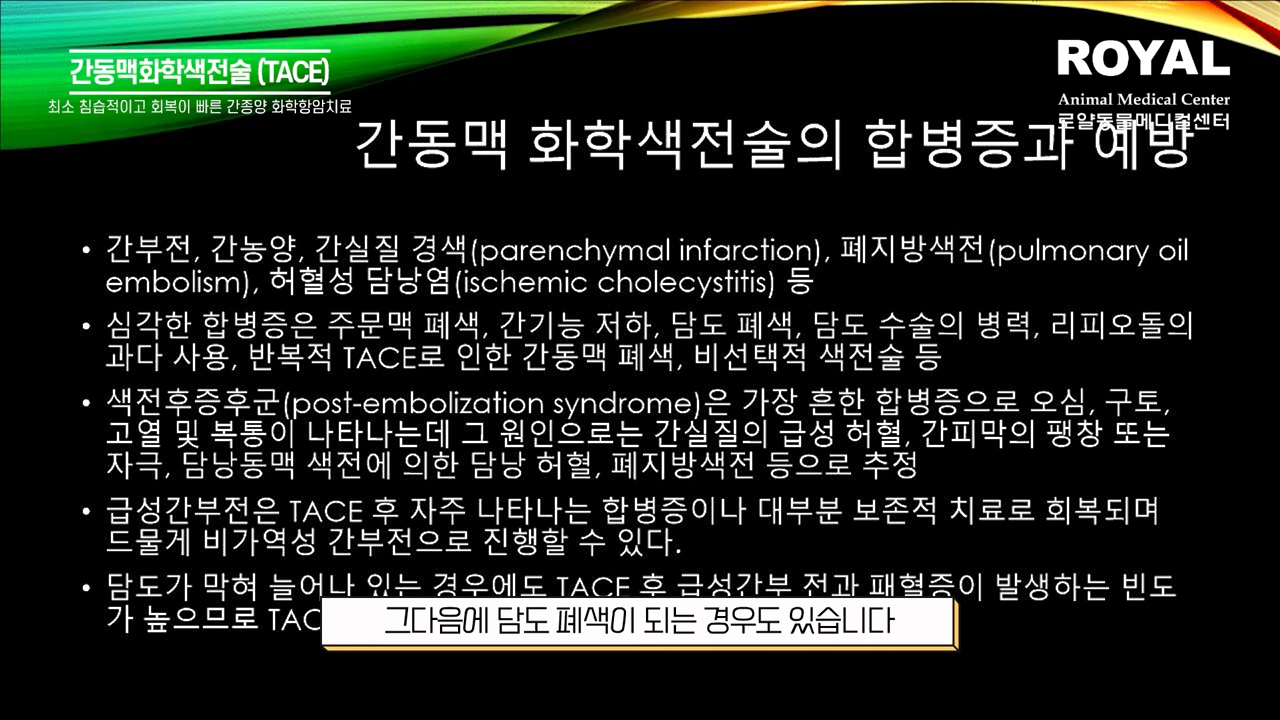 간동맥화학색전술 (TACE)
최소 침습적이고 회복이 빠른 간종양 화학항암치료
ROYAL
Animal Medical Center
로얄동물메디컬센터
간동맥 화학색전술의 합병증과 예방
• 간부전, 간농양, 간실질 경색(parenchymal infarction), 폐지방색전(pulmonary oil
embolism), 허혈성 담낭염(ischemic cholecystitis) 등
• 심각한 합병증은 주문맥 폐색, 간기능 저하, 담도 폐색, 담도 수술의 병력, 리피오돌의
과다 사용, 반복적 TACE로 인한 간동맥 폐색, 비선택적 색전술 등
• 색전후증후군(post-embolization syndrome)은 가장 흔한 합병증으로 오심, 구토,
고열 및 복통이 나타나는데 그 원인으로는 간실질의 급성 허혈, 간피막의 팽창 또는
자극, 담낭동맥 색전에 의한 담낭 허혈, 폐지방색전 등으로 추정
• 급성간부전은 TACE 후 자주 나타나는 합병증이나 대부분 보존적 치료로 회복되며
드물게 비가역성 간부전으로 진행할 수 있다.
• 담도가 막혀 늘어나 있는 경우에도 TACE 후 급성간부 전과 패혈증이 발생하는 빈도
가 높으므로 TAC
그다음에 담도 폐색이 되는 경우도 있습니다